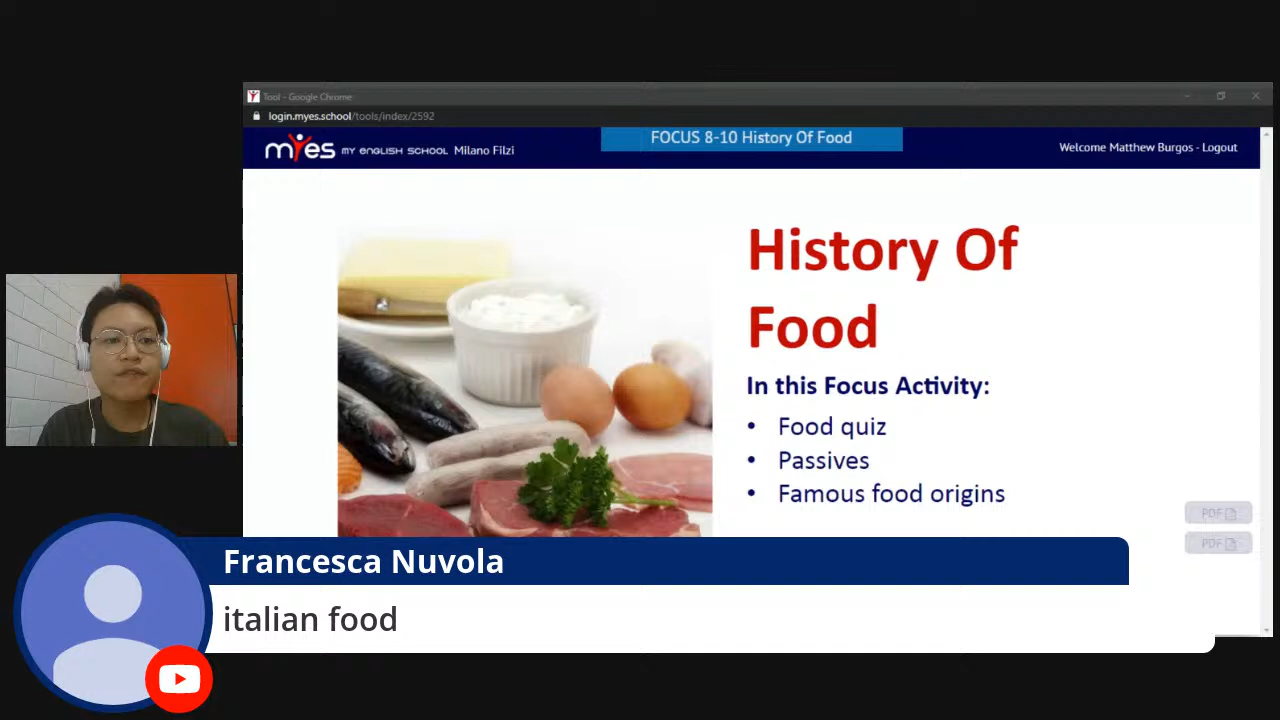 Tool - Google Chrome
login.myes.school/tools/index/2592
myes MY ENGLISH SCHOOL Milano Filzi
FOCUS 8-10 History Of Food
Welcome Matthew Burgos - Logout
History Of
Food
In this Focus Activity:
• Food quiz
• Passives
• Famous food origins
PDF
PDF
Francesca Nuvola
italian food